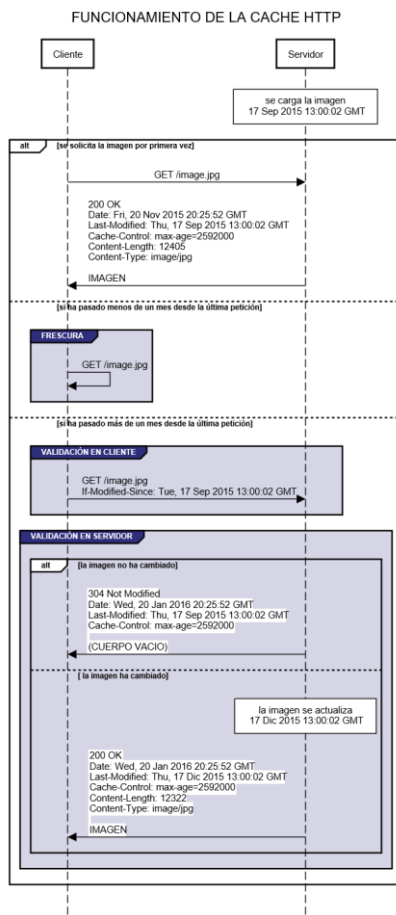 FUNCIONAMIENTO DE LA CACHE HTTP
Cliente
Servidor
se carga la imagen
17 Sep 2015 13:00:02 GMT
alt
[se solicita la imagen por primera vez]
GET /image.jpg
200 OK
Date: Fri, 20 Nov 2015 20:25:52 GMT
Last-Modified: Thu, 17 Sep 2015 13:00:02 GMT
Cache-Control: max-age=2592000
Content-Length: 12405
Content-Type: image/jpg
IMAGEN
[si ha pasado menos de un mes desde la última petición]
FRESCURA
GET /image.jpg
[si ha pasado más de un mes desde la última petición]
VALIDACIÓN EN CLIENTE
GET /image.jpg
If-Modified-Since: Tue, 17 Sep 2015 13:00:02 GMT
VALIDACIÓN EN SERVIDOR
alt
[la imagen no ha cambiado]
304 Not Modified
Date: Wed, 20 Jan 2016 20:25:52 GMT
Last-Modified: Thu, 17 Sep 2015 13:00:02 GMT
Cache-Control: max-age=2592000
(CUERPO VACIO)
[ la imagen ha cambiado]
la imagen se actualiza
17 Dic 2015 13:00:02 GMT
200 OK
Date: Wed, 20 Jan 2016 20:25:52 GMT
Last-Modified: Thu, 17 Dic 2015 13:00:02 GMT
Cache-Control: max-age=2592000
Content-Length: 12322
Content-Type: image/jpg
IMAGEN